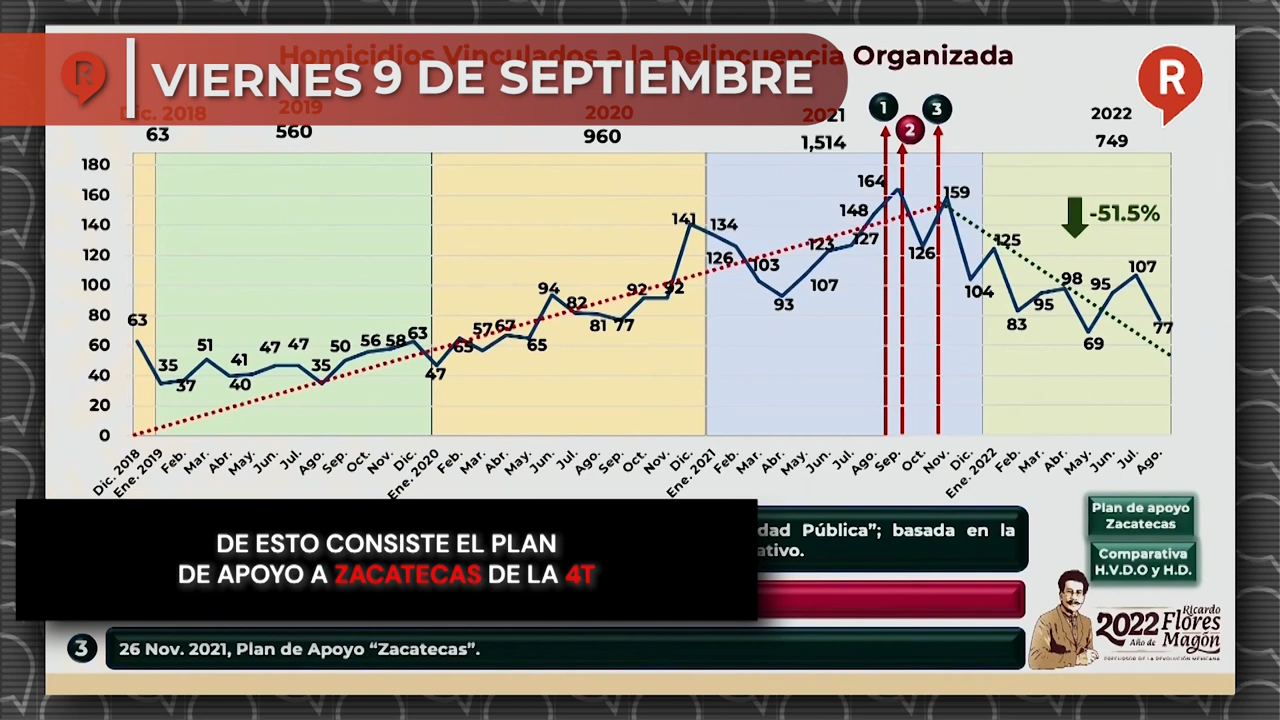 Homicidios Vinculados a la Delincuencia Organizada
R
VIERNES 9 DE SEPTIEMBRE
R
Dic. 2018
2019
2020
2021
2022
63
560
960
1,514
749
1
2
3
180
160
140
120
100
80
60
40
20
0
-51.5%
63
35
37
51
40
41
47
47
35
50
56
58
63
47
65
57
67
65
94
82
81
77
92
92
141
134
126
103
93
107
123
127
148
164
126
159
104
125
83
95
98
69
95
107
77
Dic. 2018
Ene. 2019
Feb.
Mar.
Abr.
May.
Jun.
Jul.
Ago.
Sep.
Oct.
Nov.
Dic.
Ene. 2020
Feb.
Mar.
Abr.
May.
Jun.
Jul.
Ago.
Sep.
Oct.
Nov.
Dic.
Ene. 2021
Feb.
Mar.
Abr.
May.
Jun.
Jul.
Ago.
Sep.
Oct.
Nov.
Dic.
Ene. 2022
Feb.
Mar.
Abr.
May.
Jun.
Jul.
Ago.
dad Pública”; basada en la
ativo.
DE ESTO CONSISTE EL PLAN
DE APOYO A ZACATECAS DE LA 4T
3
26 Nov. 2021, Plan de Apoyo “Zacatecas”.
Plan de apoyo
Zacatecas
Comparativa
H.V.D.O y H.D.
2022
Año de
Ricardo
Flores
Magón
PRECURSOR DE LA REVOLUCIÓN MEXICANA